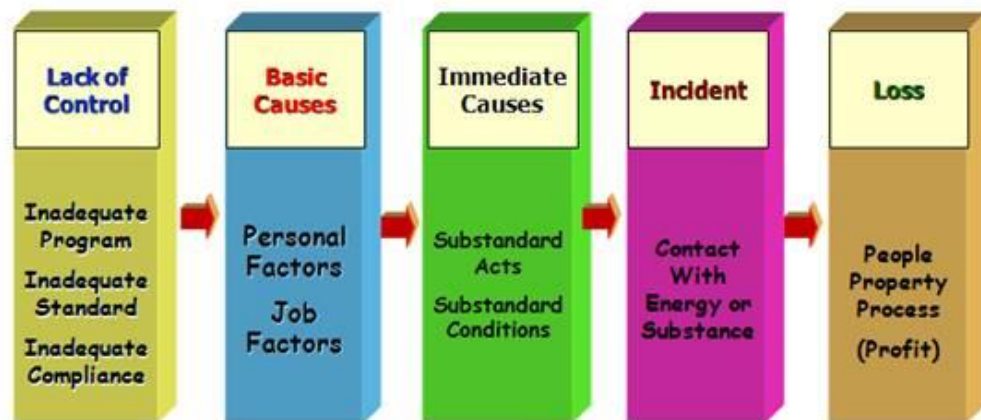 Lack of
Control
Inadequate
Program
Inadequate
Standard
Inadequate
Compliance
Basic
Causes
Personal
Factors
Job
Factors
Immediate
Causes
Substandard
Acts
Substandard
Conditions
Incident
Contact
With
Energy or
Substance
Loss
People
Property
Process
(Profit)